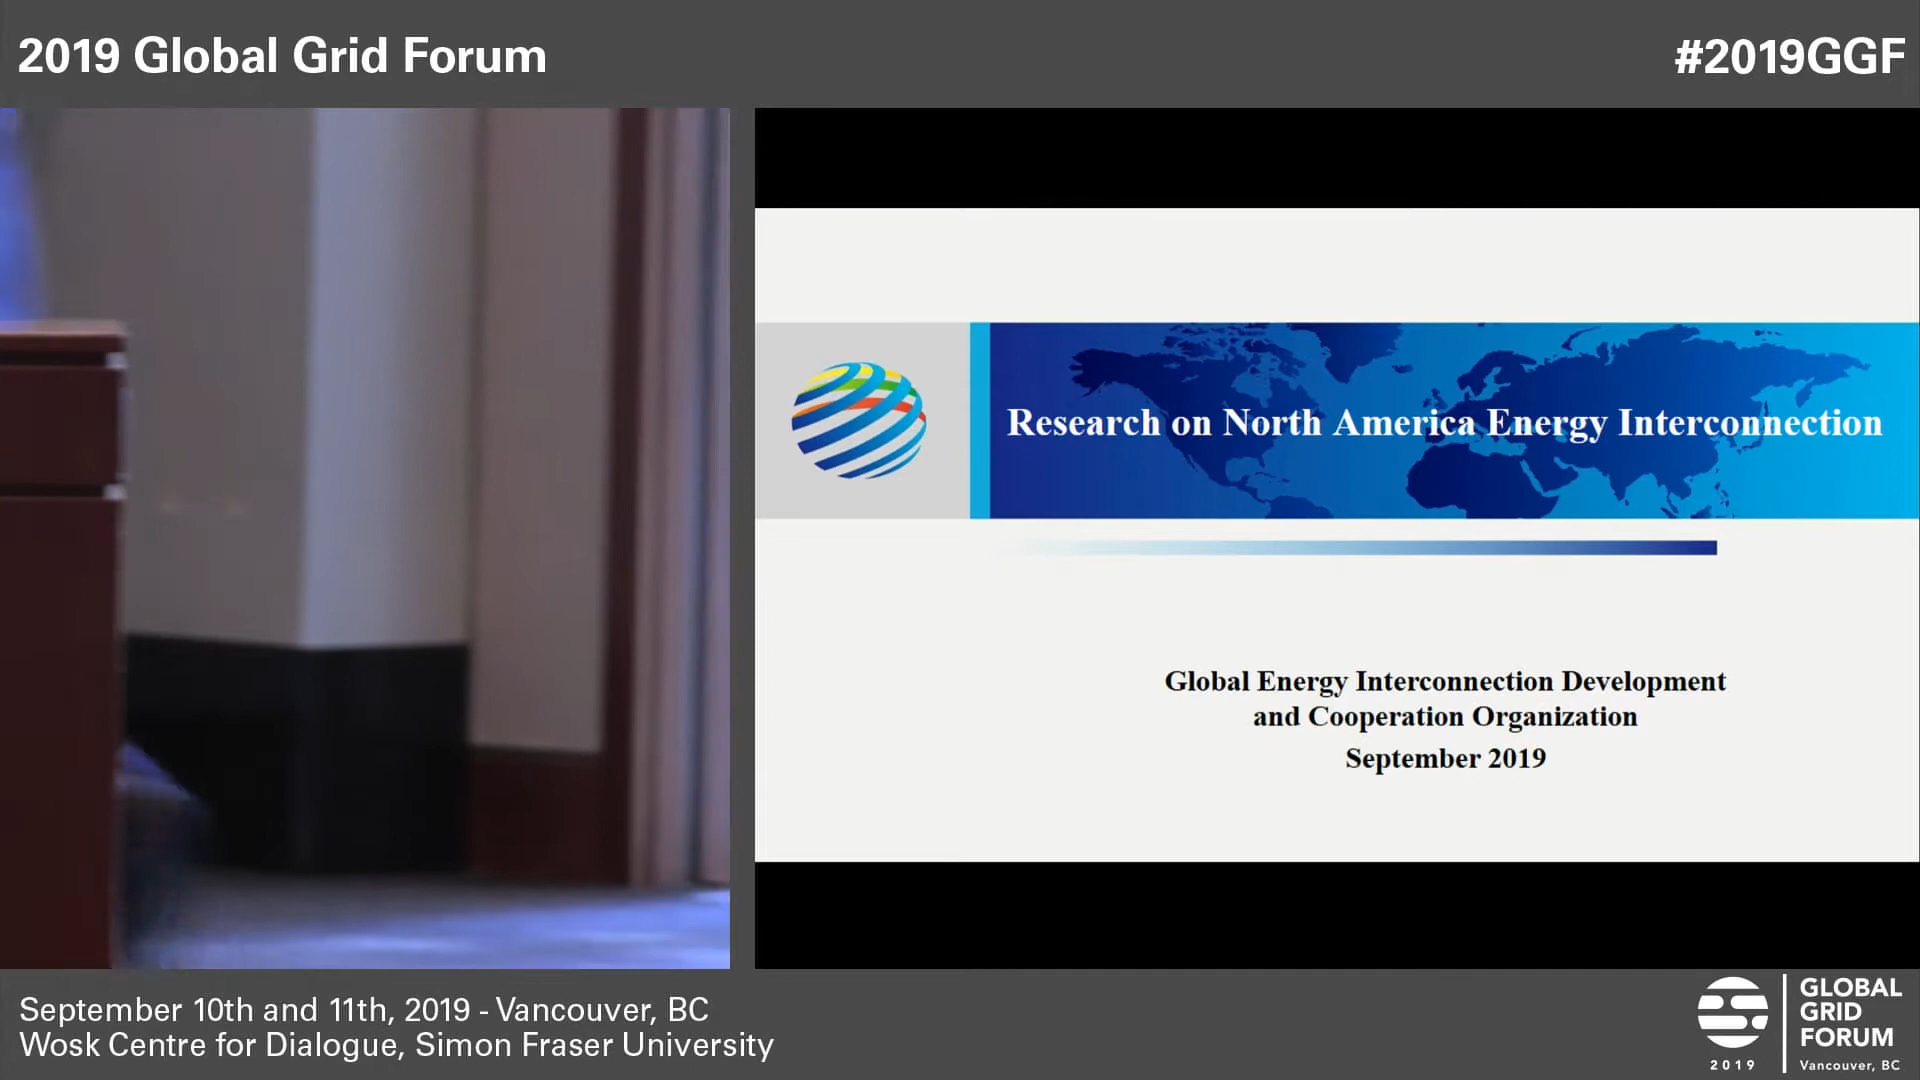 2019 Global Grid Forum
#2019GGF
Research on North America Energy Interconnection
Global Energy Interconnection Development
and Cooperation Organization
September 2019
September 10th and 11th, 2019 - Vancouver, BC
Wosk Centre for Dialogue, Simon Fraser University
2019
GLOBAL
GRID
FORUM
Vancouver, BC